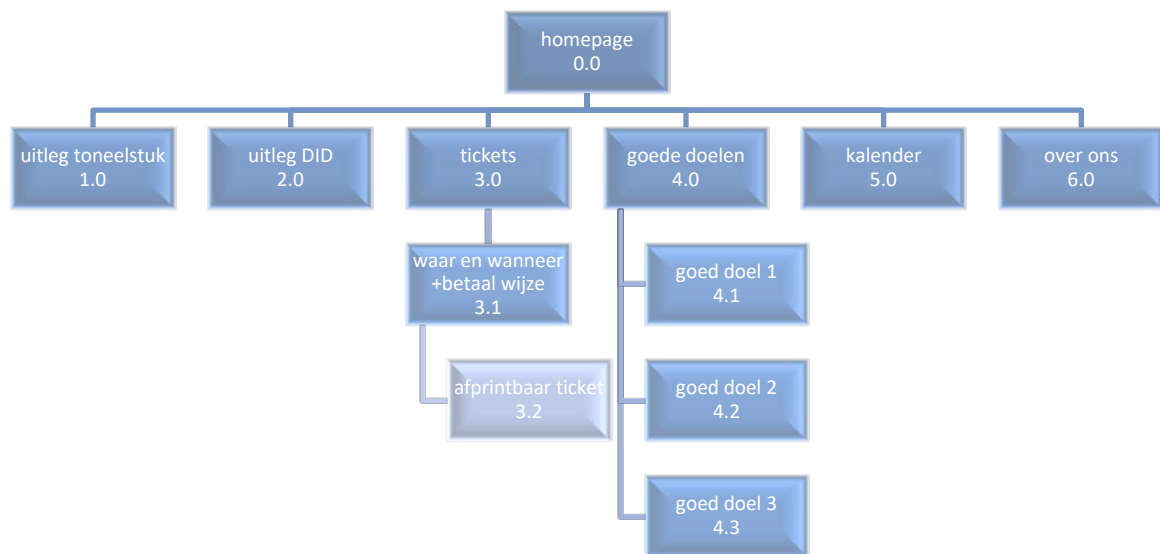 homepage
0.0
uitleg toneelstuk
1.0
uitleg DID
2.0
tickets
3.0
goede doelen
4.0
kalender
5.0
over ons
6.0
waar en wanneer
+betaal wijze
3.1
afprintbaar ticket
3.2
goed doel 1
4.1
goed doel 2
4.2
goed doel 3
4.3